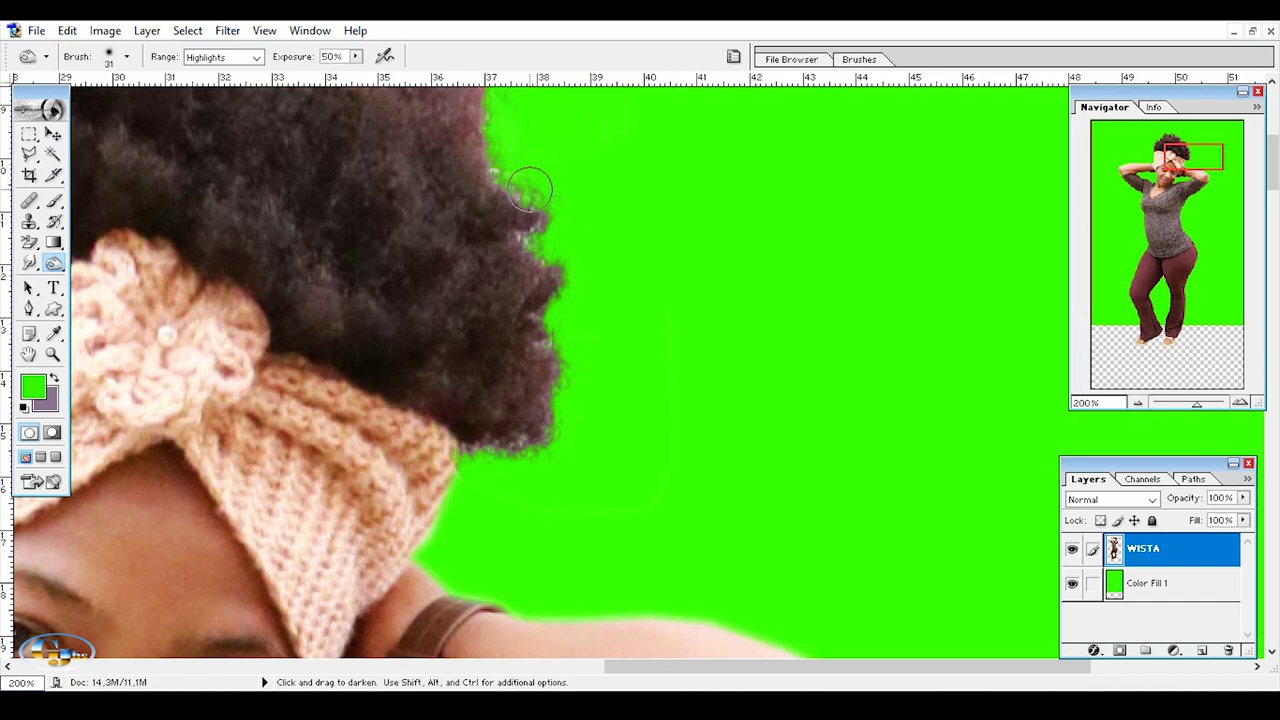 File Edit Image Layer Select Filter View Window Help
Brush: 31 Range: Highlights Exposure: 50% File Browser Brushes
29 30 31 32 33 34 35 36 37 38 39 40 41 42 43 44 45 46 47 48 49 50 51
Navigator Info
200%
Layers Channels Paths
Normal Opacity: 100%
Lock: Fill: 100%
WISTA
Color Fill 1
200% Doc: 14,3M/11,1M Click and drag to darken. Use Shift, Alt, and Ctrl for additional options.